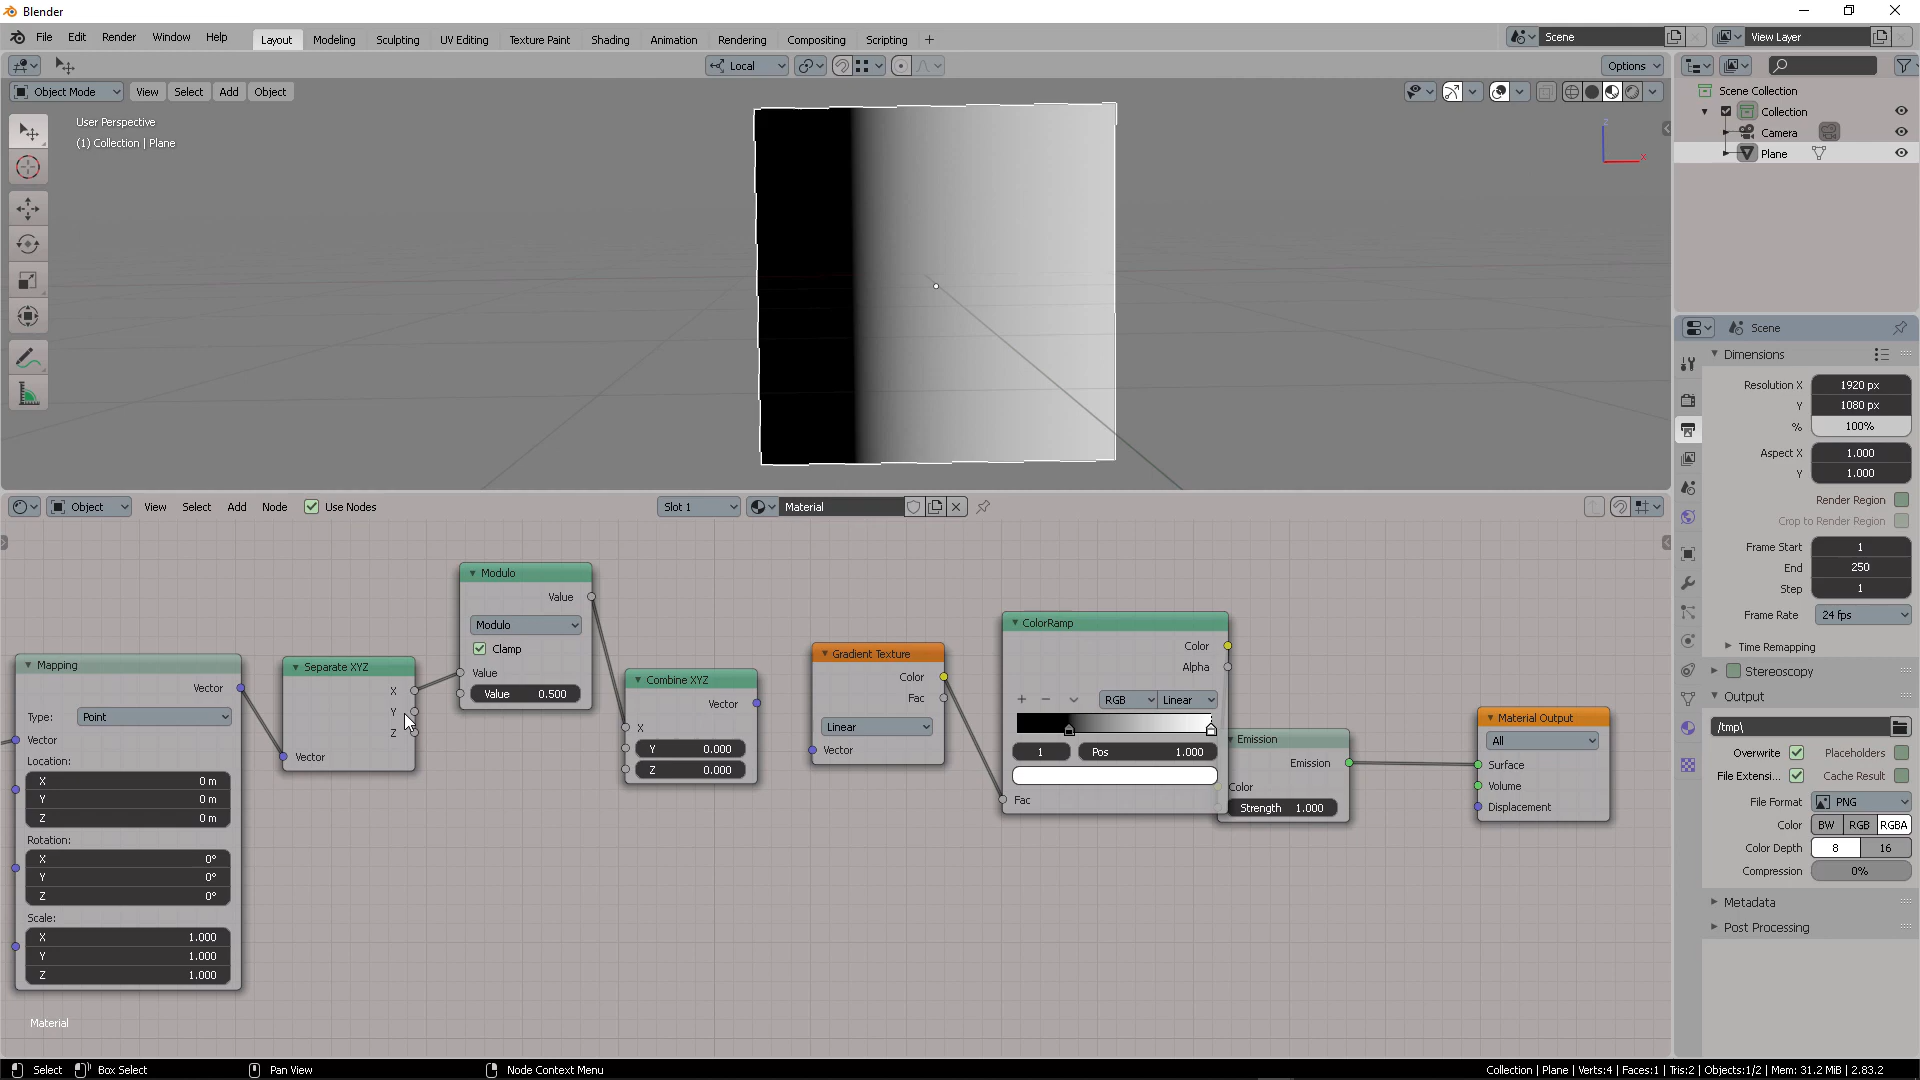 Blender
File Edit Render Window Help
Layout Modeling Sculpting UV Editing Texture Paint Shading Animation Rendering Compositing Scripting +
Scene
View Layer
Local
Options
Object Mode View Select Add Object
User Perspective
(1) Collection | Plane
Z
X
Scene Collection
Collection
Camera
Plane
Object View Select Add Node Use Nodes Slot 1 Material
Mapping
Vector
Type: Point
Vector
Location:
X 0 m
Y 0 m
Z 0 m
Rotation:
X 0°
Y 0°
Z 0°
Scale:
X 1.000
Y 1.000
Z 1.000
Separate XYZ
X
Y
Z
Vector
Modulo
Value
Modulo
Clamp
Value
Value 0.500
Combine XYZ
Vector
X
Y 0.000
Z 0.000
Gradient Texture
Color
Fac
Linear
Vector
ColorRamp
Color
Alpha
RGB Linear
1 Pos 1.000
Fac
Emission
Emission
Color
Strength 1.000
Material Output
All
Surface
Volume
Displacement
Material
Scene
Dimensions
Resolution X 1920 px
Y 1080 px
% 100%
Aspect X 1.000
Y 1.000
Render Region
Crop to Render Region
Frame Start 1
End 250
Step 1
Frame Rate 24 fps
Time Remapping
Stereoscopy
Output
/tmp\
Overwrite Placeholders
File Extensi... Cache Result
File Format PNG
Color BW RGB RGBA
Color Depth 8 16
Compression 0%
Metadata
Post Processing
Select Box Select Pan View Node Context Menu Collection | Plane | Verts:4 | Faces:1 | Tris:2 | Objects:1/2 | Mem: 31.2 MiB | 2.83.2